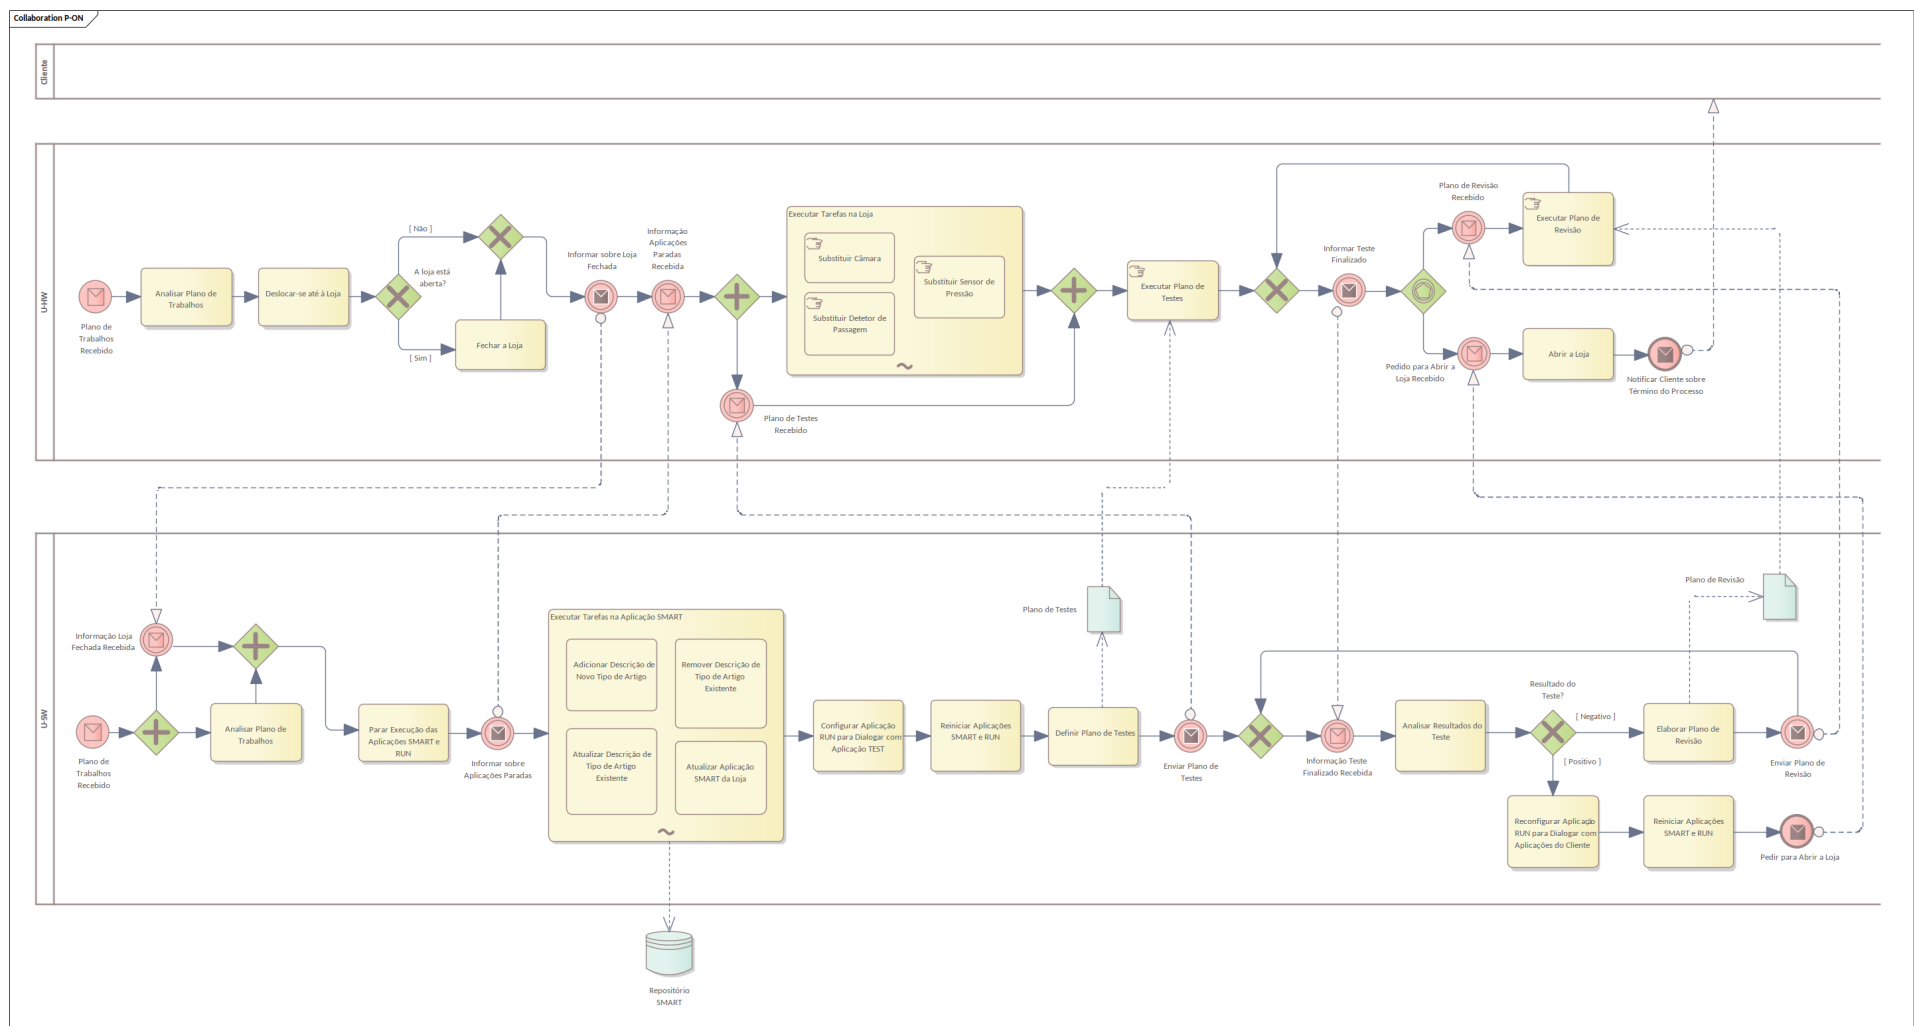 Collaboration P-ON
Cliente
U-HW
Plano de
Trabalhos
Recebido
Analisar Plano de
Trabalhos
Deslocar-se até à Loja
A loja está
aberta?
[ Não ]
[ Sim ]
Fechar a Loja
Informar sobre Loja
Fechada
Informação
Aplicações
Paradas
Recebida
Executar Tarefas na Loja
Substituir Câmara
Substituir Detetor de
Passagem
Substituir Sensor de
Pressão
Plano de Testes
Recebido
Executar Plano de
Testes
Informar Teste
Finalizado
Plano de Revisão
Recebido
Executar Plano de
Revisão
Pedido para Abrir a
Loja Recebido
Abrir a Loja
Notificar Cliente sobre
Término do Processo
U-SW
Informação Loja
Fechada Recebida
Plano de
Trabalhos
Recebido
Analisar Plano de
Trabalhos
Parar Execução das
Aplicações SMART e
RUN
Informar sobre
Aplicações Paradas
Executar Tarefas na Aplicação SMART
Adicionar Descrição de
Novo Tipo de Artigo
Remover Descrição de
Tipo de Artigo
Existente
Atualizar Descrição de
Tipo de Artigo
Existente
Atualizar Aplicação
SMART da Loja
Configurar Aplicação
RUN para Dialogar com
Aplicação TEST
Reiniciar Aplicações
SMART e RUN
Definir Plano de Testes
Plano de Testes
Enviar Plano de
Testes
Informação Teste
Finalizado Recebida
Analisar Resultados do
Teste
Resultado do
Teste?
[ Negativo ]
[ Positivo ]
Elaborar Plano de
Revisão
Plano de Revisão
Enviar Plano de
Revisão
Reconfigurar Aplicação
RUN para Dialogar com
Aplicações do Cliente
Reiniciar Aplicações
SMART e RUN
Pedir para Abrir a Loja
Repositório
SMART